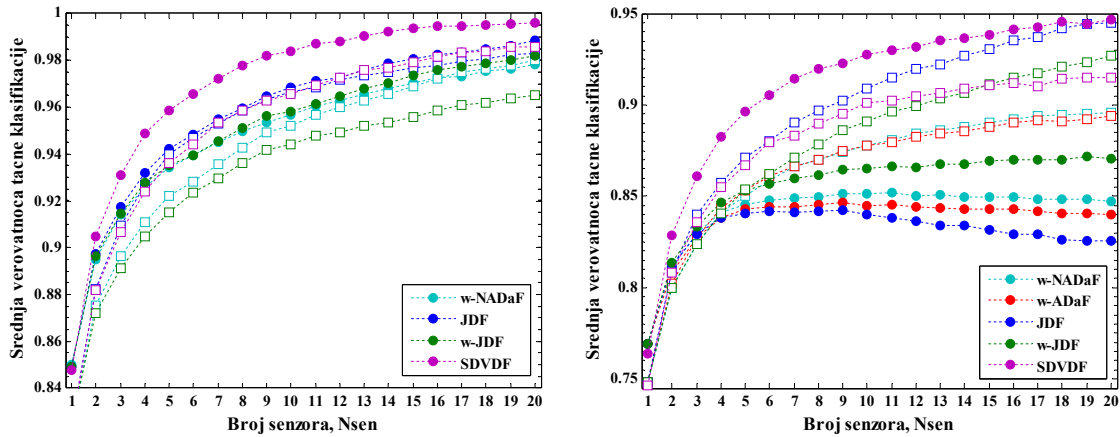 Srednja verovatnoca tacne klasifikacije
1
0.98
0.96
0.94
0.92
0.9
0.88
0.86
0.84
1 2 3 4 5 6 7 8 9 10 11 12 13 14 15 16 17 18 19 20
Broj senzora, Nsen
w-NADaF
JDF
w-JDF
SDVDF
Srednja verovatnoca tacne klasifikacije
0.95
0.9
0.85
0.8
0.75
1 2 3 4 5 6 7 8 9 10 11 12 13 14 15 16 17 18 19 20
Broj senzora, Nsen
w-NADaF
w-ADaF
JDF
w-JDF
SDVDF